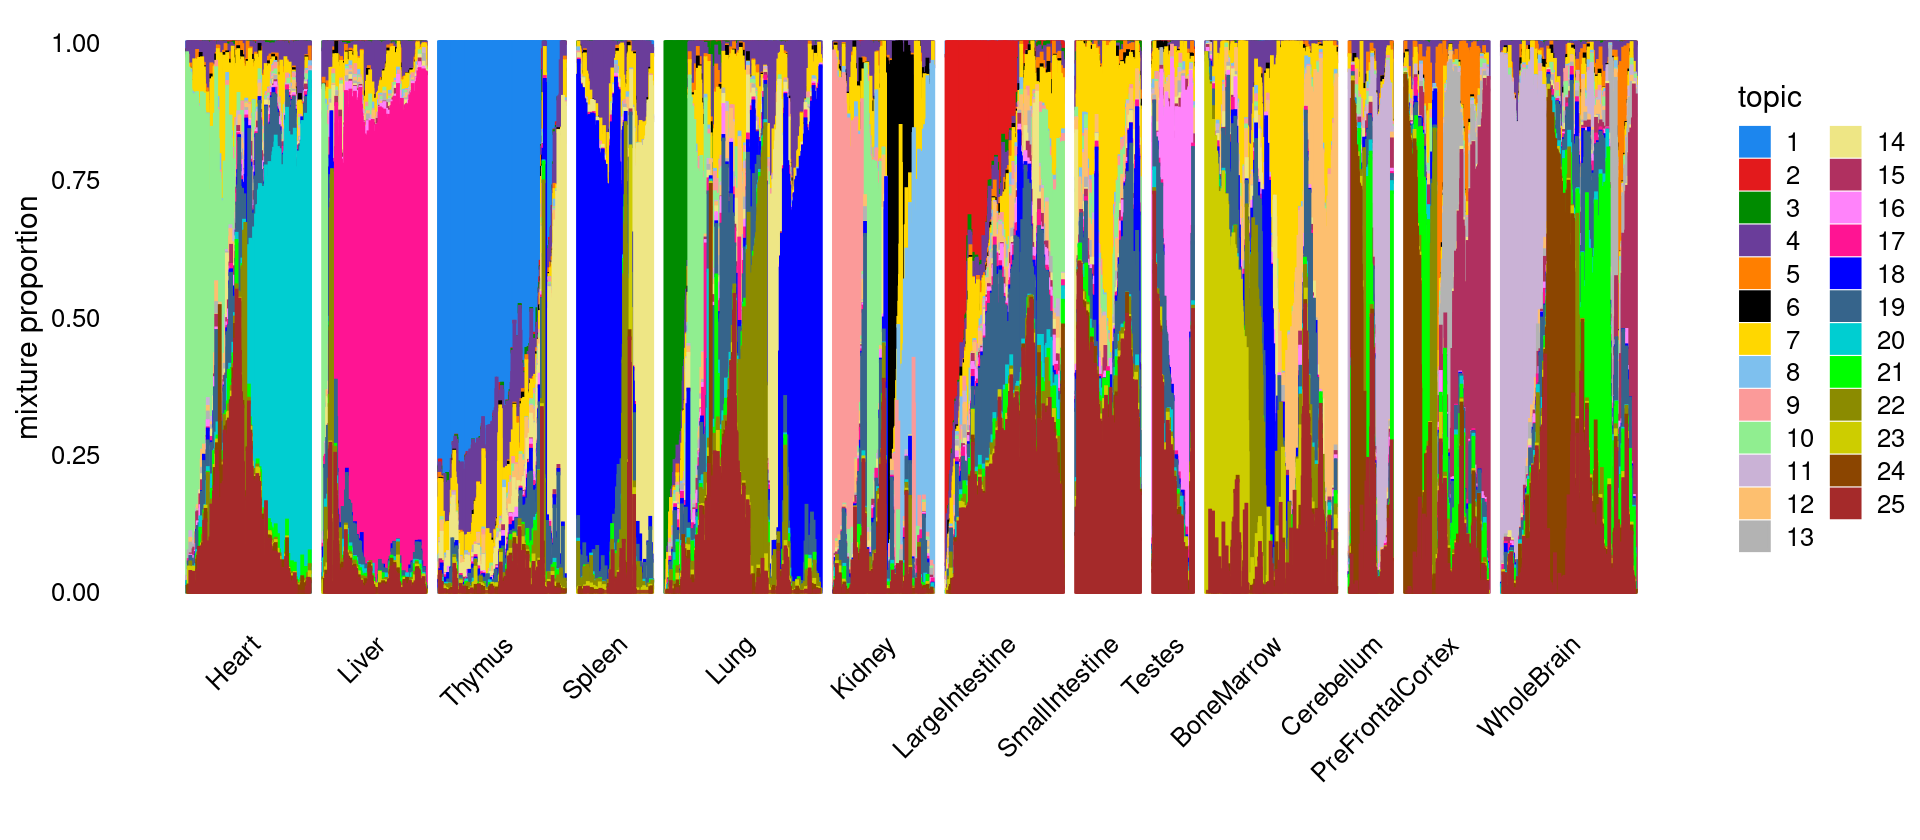 mixture proportion
1.00
0.75
0.50
0.25
0.00
Heart
Liver
Thymus
Spleen
Lung
Kidney
LargeIntestine
SmallIntestine
Testes
BoneMarrow
Cerebellum
PreFrontalCortex
WholeBrain
topic
1
2
3
4
5
6
7
8
9
10
11
12
13
14
15
16
17
18
19
20
21
22
23
24
25